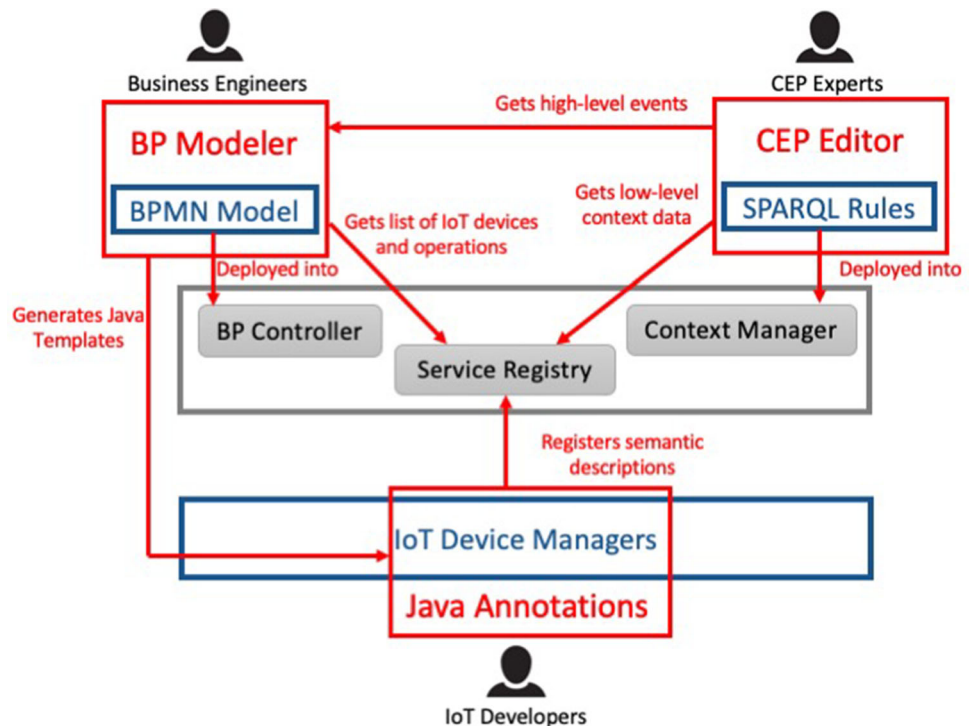 Business Engineers
CEP Experts
Gets high-level events
BP Modeler
CEP Editor
BPMN Model
SPARQL Rules
Gets low-level
context data
Gets list of IoT devices
and operations
Deployed into
Deployed into
Generates Java
Templates
BP Controller
Context Manager
Service Registry
Registers semantic
descriptions
IoT Device Managers
Java Annotations
IoT Developers